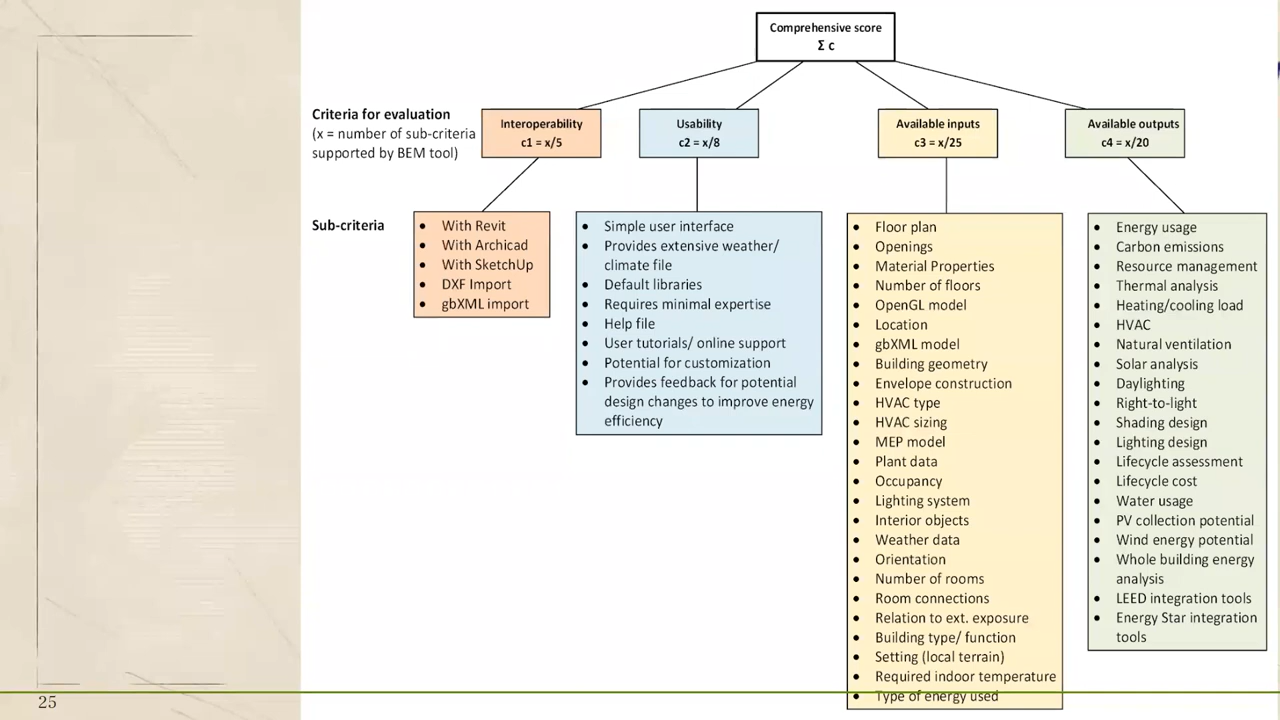 Comprehensive score
Σ c
Criteria for evaluation
(x = number of sub-criteria
supported by BEM tool)
Interoperability
c1 = x/5
Usability
c2 = x/8
Available inputs
c3 = x/25
Available outputs
c4 = x/20
Sub-criteria
• With Revit
• With Archicad
• With SketchUp
• DXF Import
• gbXML import
• Simple user interface
• Provides extensive weather/
climate file
• Default libraries
• Requires minimal expertise
• Help file
• User tutorials/ online support
• Potential for customization
• Provides feedback for potential
design changes to improve energy
efficiency
• Floor plan
• Openings
• Material Properties
• Number of floors
• OpenGL model
• Location
• gbXML model
• Building geometry
• Envelope construction
• HVAC type
• HVAC sizing
• MEP model
• Plant data
• Occupancy
• Lighting system
• Interior objects
• Weather data
• Orientation
• Number of rooms
• Room connections
• Relation to ext. exposure
• Building type/ function
• Setting (local terrain)
• Required indoor temperature
• Type of energy used
• Energy usage
• Carbon emissions
• Resource management
• Thermal analysis
• Heating/cooling load
• HVAC
• Natural ventilation
• Solar analysis
• Daylighting
• Right-to-light
• Shading design
• Lighting design
• Lifecycle assessment
• Lifecycle cost
• Water usage
• PV collection potential
• Wind energy potential
• Whole building energy
analysis
• LEED integration tools
• Energy Star integration
tools
25